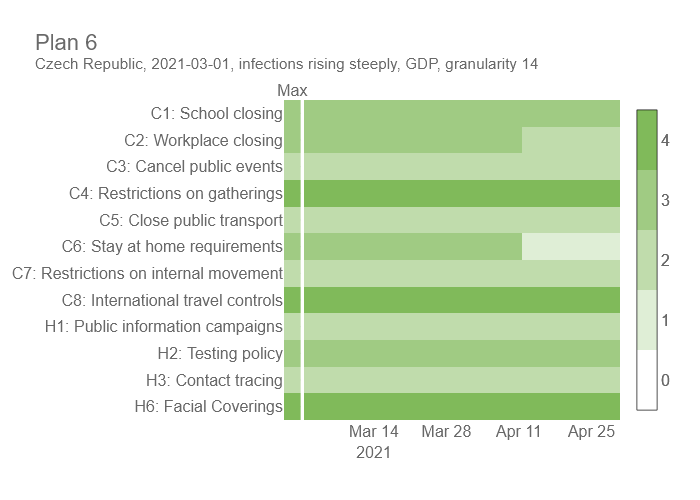 Plan 6
Czech Republic, 2021-03-01, infections rising steeply, GDP, granularity 14
Max
C1: School closing
C2: Workplace closing
C3: Cancel public events
C4: Restrictions on gatherings
C5: Close public transport
C6: Stay at home requirements
C7: Restrictions on internal movement
C8: International travel controls
H1: Public information campaigns
H2: Testing policy
H3: Contact tracing
H6: Facial Coverings
Mar 14 Mar 28 Apr 11 Apr 25
2021
4
3
2
1
0